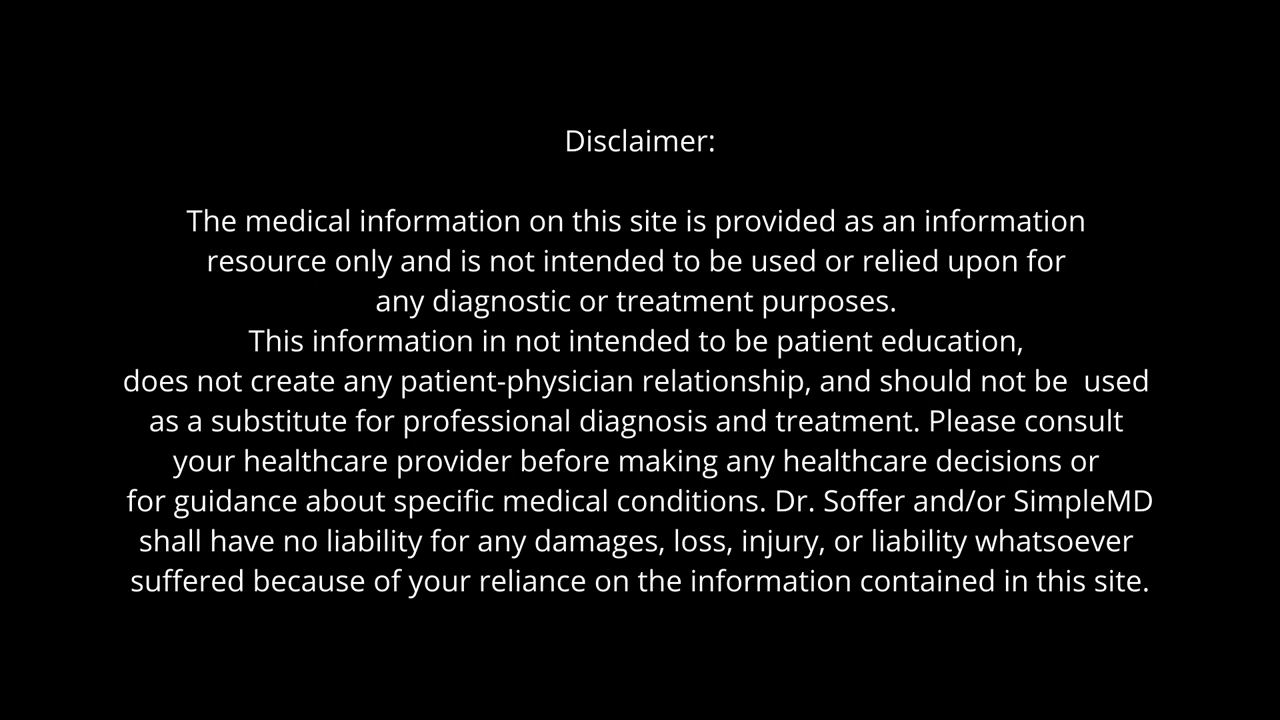 Disclaimer:
The medical information on this site is provided as an information
resource only and is not intended to be used or relied upon for
any diagnostic or treatment purposes.
This information in not intended to be patient education,
does not create any patient-physician relationship, and should not be  used
as a substitute for professional diagnosis and treatment. Please consult
your healthcare provider before making any healthcare decisions or
for guidance about specific medical conditions. Dr. Soffer and/or SimpleMD
shall have no liability for any damages, loss, injury, or liability whatsoever
suffered because of your reliance on the information contained in this site.